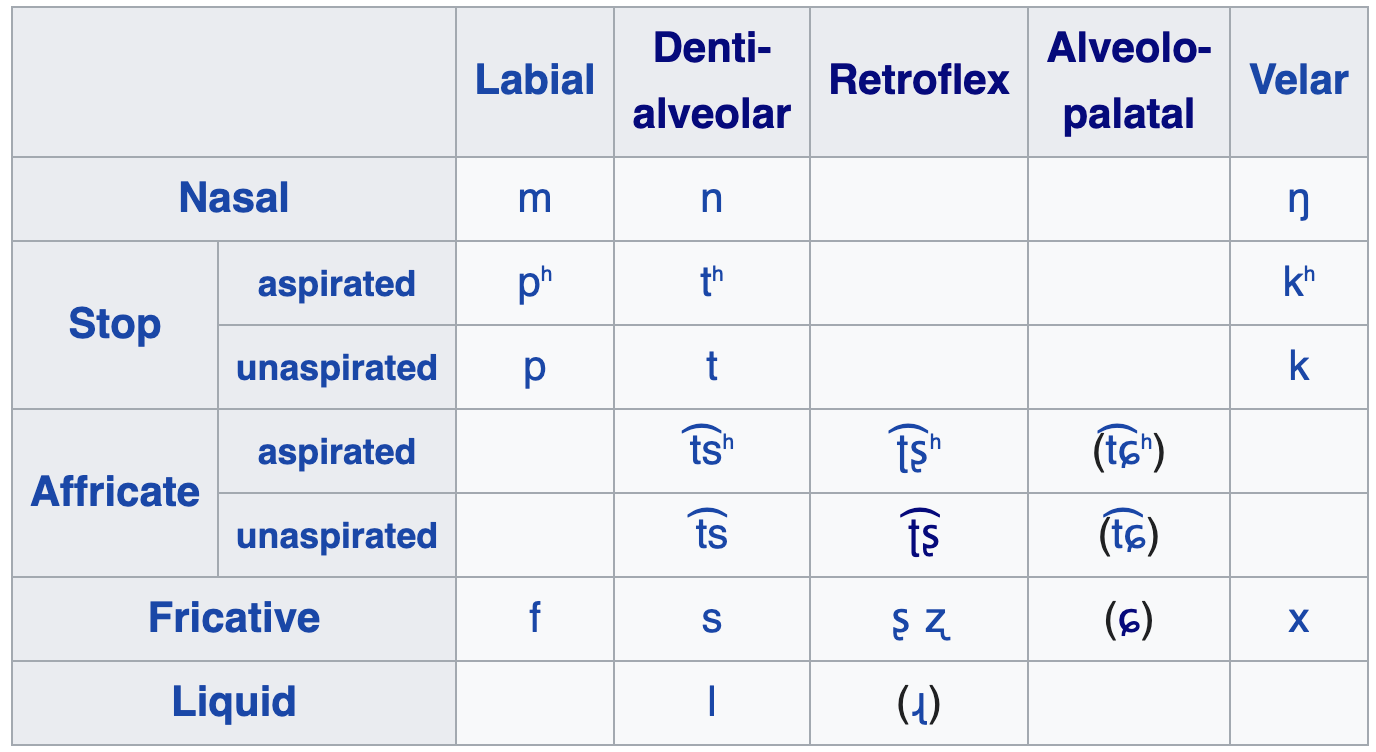 Labial Denti-alveolar Retroflex Alveolo-palatal Velar
Nasal m n ŋ
Stop aspirated pʰ tʰ kʰ
unaspirated p t k
Affricate aspirated t͡sʰ ʈ͡ʂʰ (t͡ɕʰ)
unaspirated t͡s ʈ͡ʂ (t͡ɕ)
Fricative f s ʂ ʐ (ɕ) x
Liquid l (ɻ)